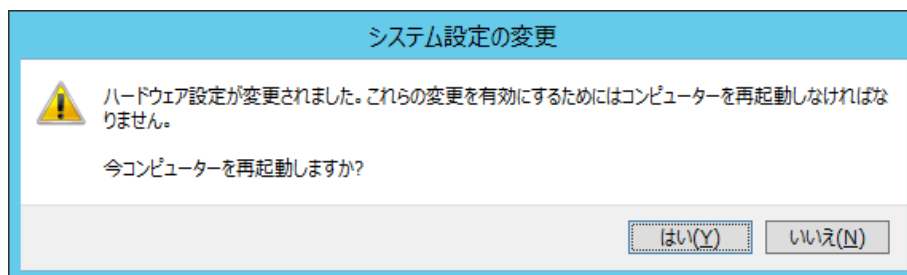 システム設定の変更
ハードウェア設定が変更されました。これらの変更を有効にするためにはコンピューターを再起動しなければな
りません。
今コンピューターを再起動しますか?
はい(Y)
いいえ(N)